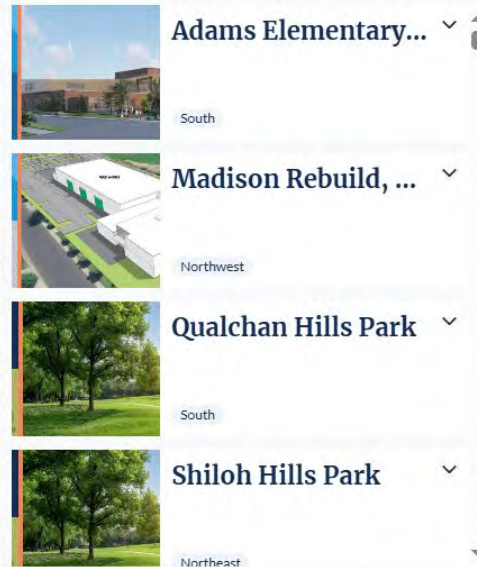 Adams Elementary...
South
Madison Rebuild, ...
Northwest
Qualchan Hills Park
South
Shiloh Hills Park
Northeast